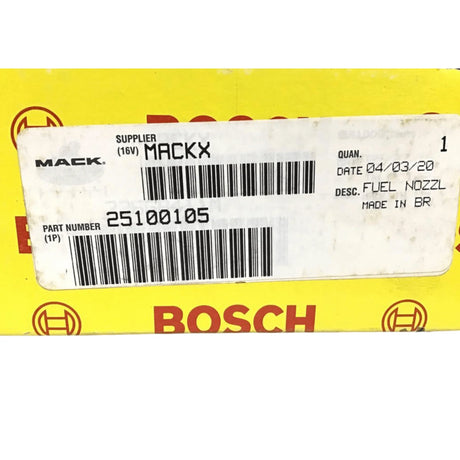 BOSCH
MACK
SUPPLIER
(16V) MACKX
QUAN. 1
DATE 04/03/20
DESC. FUEL NOZZL
MADE IN BR
PART NUMBER
(1P) 25100105
BOSCH